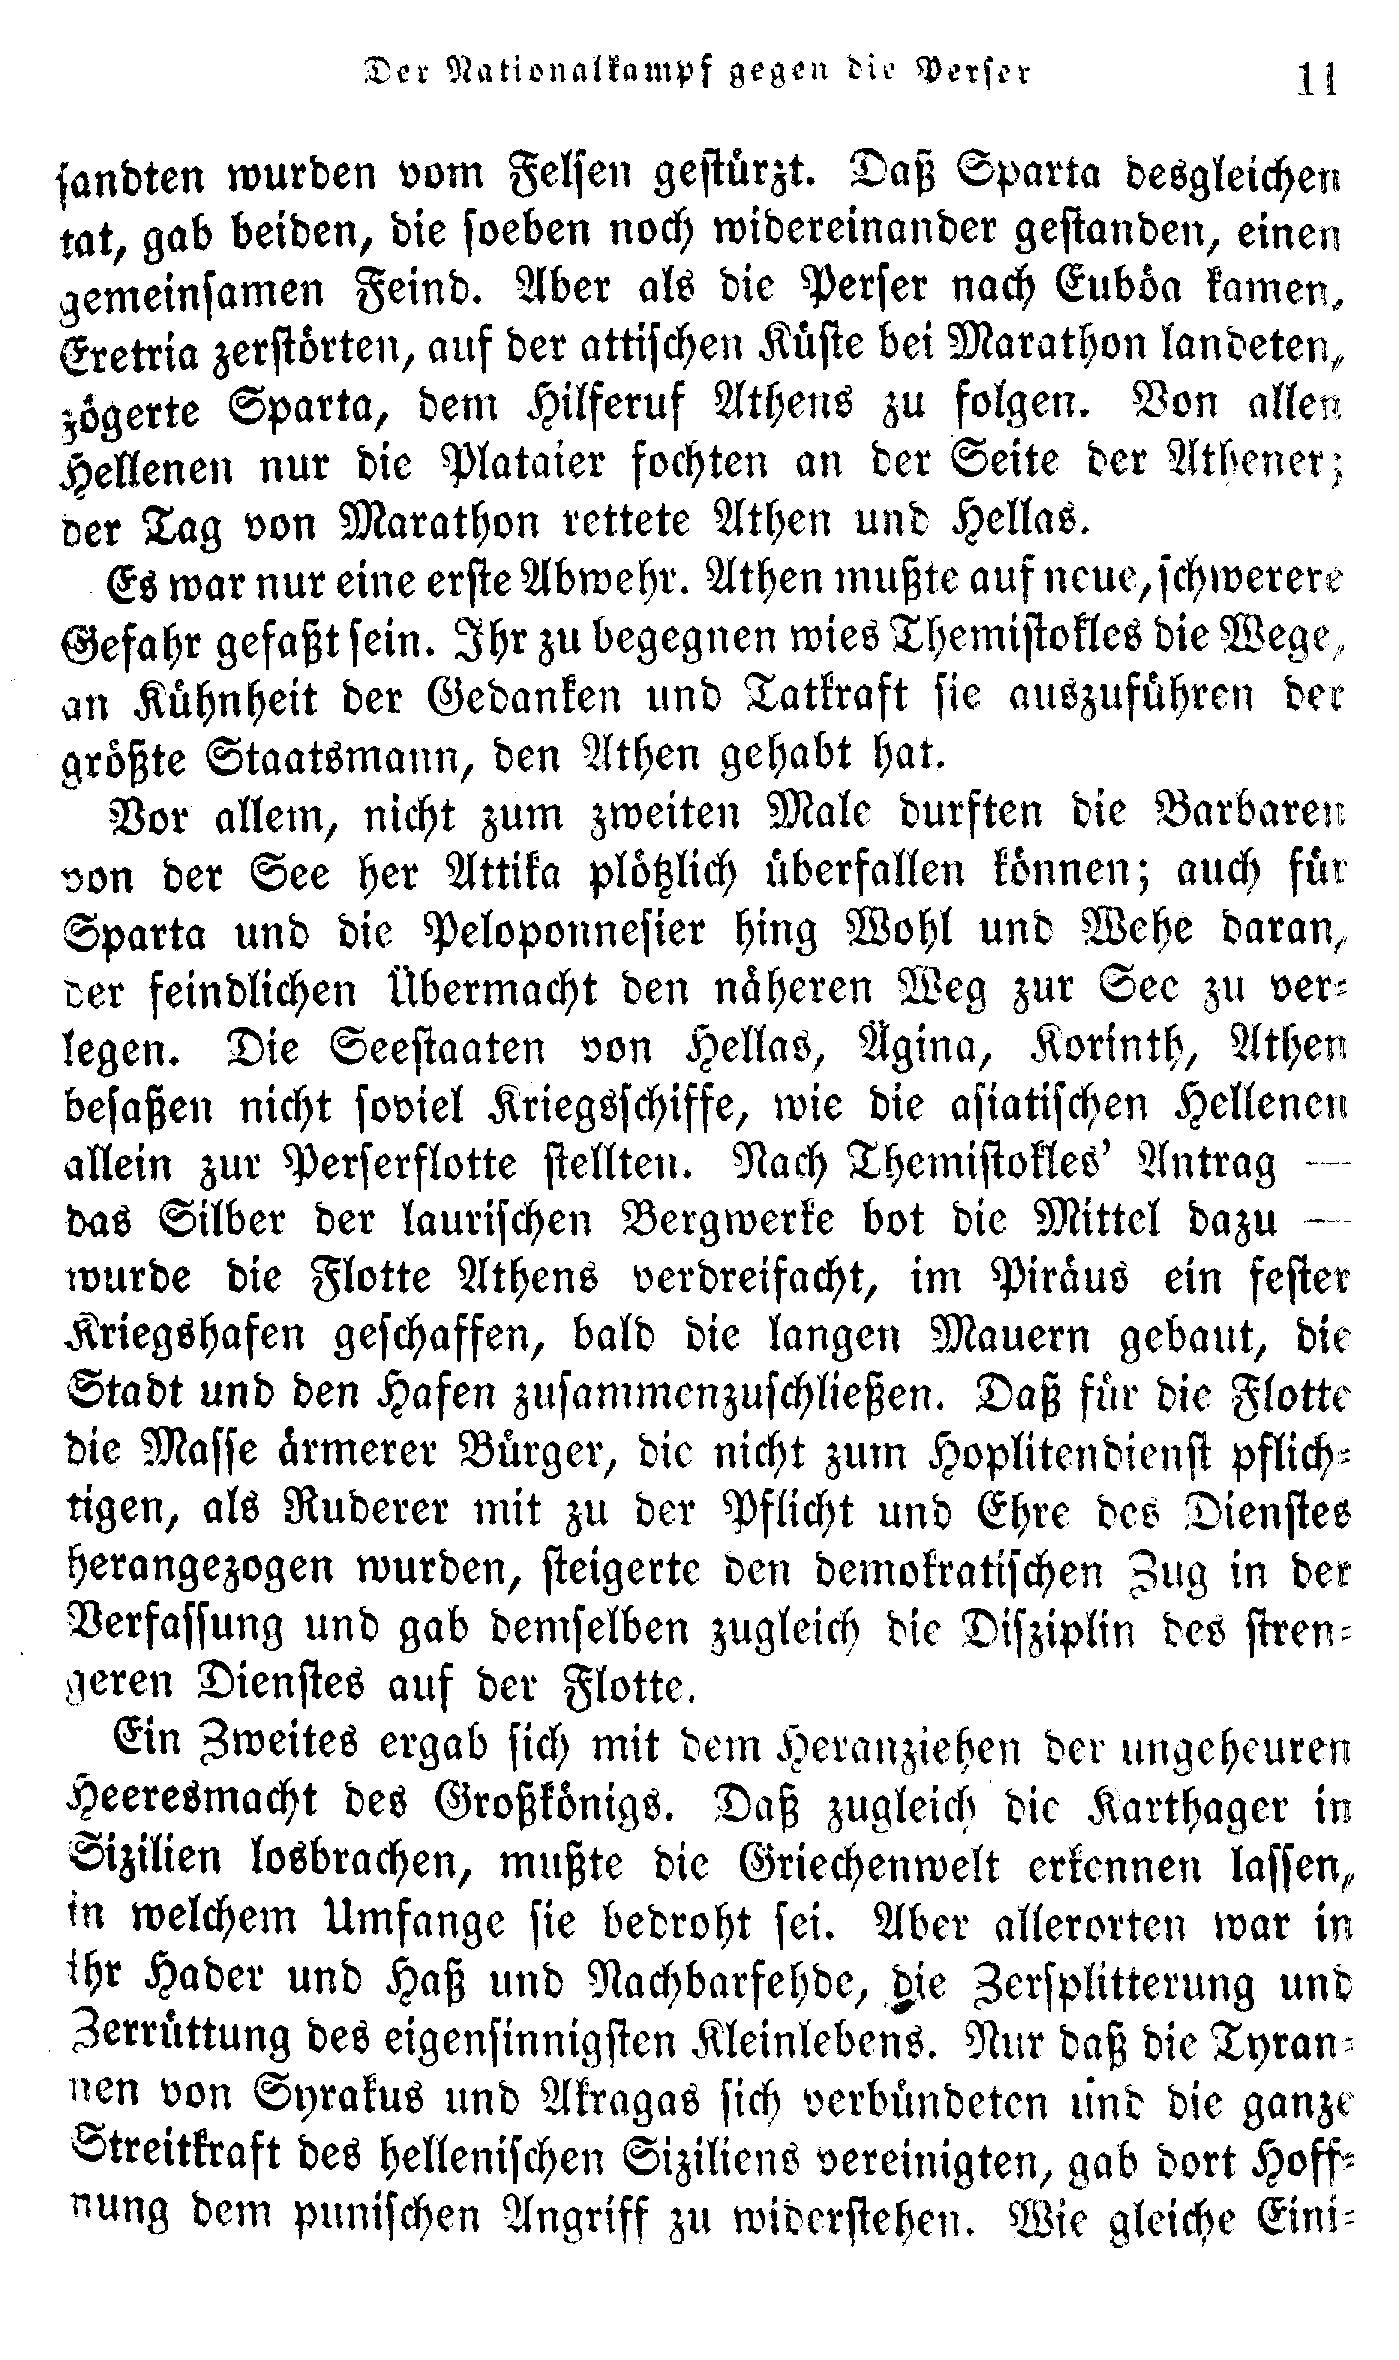 Der Nationalkampf gegen die Perser 11
sandten wurden vom Felsen gestürzt. Daß Sparta desgleichen
tat, gab beiden, die soeben noch widereinander gestanden, einen
gemeinsamen Feind. Aber als die Perser nach Euböa kamen,
Eretria zerstörten, auf der attischen Küste bei Marathon landeten,
zögerte Sparta, dem Hilferuf Athens zu folgen. Von allen
Hellenen nur die Plataier fochten an der Seite der Athener;
der Tag von Marathon rettete Athen und Hellas.
Es war nur eine erste Abwehr. Athen mußte auf neue, schwerere
Gefahr gefaßt sein. Ihr zu begegnen wies Themistokles die Wege,
an Kühnheit der Gedanken und Tatkraft sie auszuführen der
größte Staatsmann, den Athen gehabt hat.
Vor allem, nicht zum zweiten Male durften die Barbaren
von der See her Attika plötzlich überfallen können; auch für
Sparta und die Peloponnesier hing Wohl und Wehe daran,
der feindlichen Übermacht den näheren Weg zur See zu ver-
legen. Die Seestaaten von Hellas, Ägina, Korinth, Athen
besaßen nicht soviel Kriegsschiffe, wie die asiatischen Hellenen
allein zur Perserflotte stellten. Nach Themistokles' Antrag —
das Silber der laurischen Bergwerke bot die Mittel dazu —
wurde die Flotte Athens verdreifacht, im Piräus ein fester
Kriegshafen geschaffen, bald die langen Mauern gebaut, die
Stadt und den Hafen zusammenzuschließen. Daß für die Flotte
die Masse ärmerer Bürger, die nicht zum Hoplitendienst pflich-
tigen, als Ruderer mit zu der Pflicht und Ehre des Dienstes
herangezogen wurden, steigerte den demokratischen Zug in der
Verfassung und gab demselben zugleich die Disziplin des stren-
geren Dienstes auf der Flotte.
Ein Zweites ergab sich mit dem Heranziehen der ungeheuren
Heeresmacht des Großkönigs. Daß zugleich die Karthager in
Sizilien losbrachen, mußte die Griechenwelt erkennen lassen,
in welchem Umfange sie bedroht sei. Aber allerorten war in
ihr Hader und Haß und Nachbarfehde, die Zersplitterung und
Zerrüttung des eigensinnigsten Kleinlebens. Nur daß die Tyran-
nen von Syrakus und Akragas sich verbündeten und die ganze
Streitkraft des hellenischen Siziliens vereinigten, gab dort Hoff-
nung dem punischen Angriff zu widerstehen. Wie gleiche Eini-